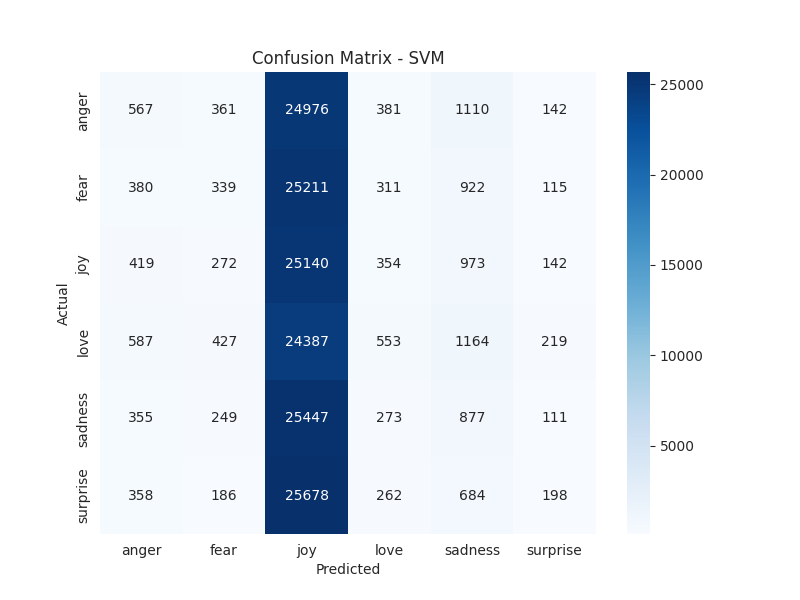 Confusion Matrix - SVM
anger 567 361 24976 381 1110 142
fear 380 339 25211 311 922 115
joy 419 272 25140 354 973 142
love 587 427 24387 553 1164 219
sadness 355 249 25447 273 877 111
surprise 358 186 25678 262 684 198
anger fear joy love sadness surprise
Predicted
Actual
25000
20000
15000
10000
5000